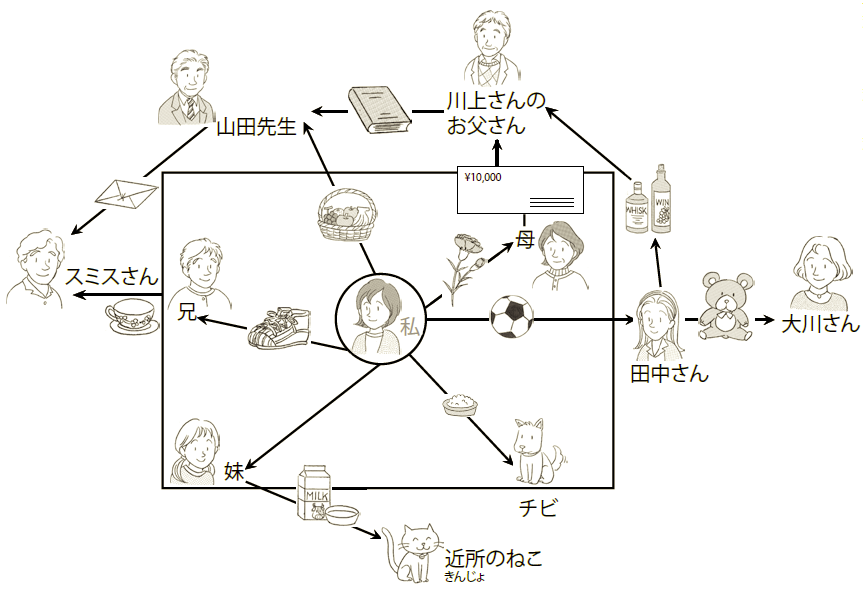 川上さんの
お父さん
山田先生
¥10,000
WHISK
WIN
母
スミスさん
兄
私
大川さん
田中さん
妹
MILK
チビ
近所のねこ
きんじょ